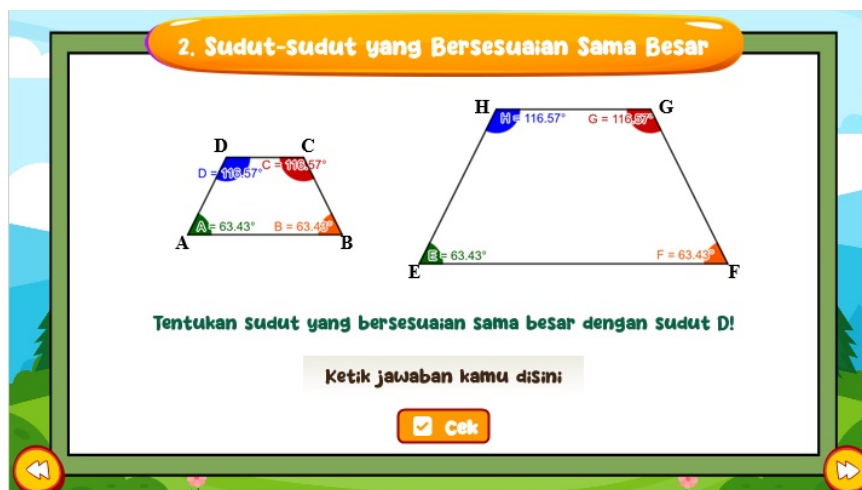 2. Sudut-sudut yang Bersesuaian Sama Besar
H G
H = 116.57° G = 116.57°
D C
D = 116.57° C = 116.57°
A = 63.43° B = 63.43°
A B
E = 63.43° F = 63.43°
E F
Tentukan sudut yang bersesuaian sama besar dengan sudut D!
Ketik jawaban kamu disini
Cek